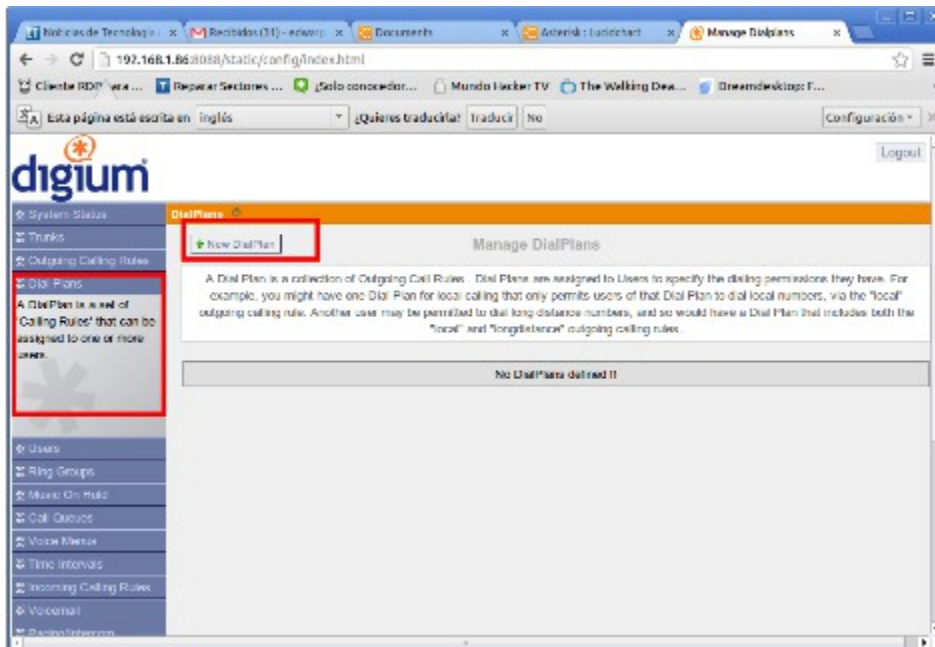 Noticias de Tecnología
Recibidos (31) - edwarp
Documents
Asterisk : Lucidchart
Manage Dialplans
192.168.1.86:8088/static/config/index.html
Cliente RDP para ...
Reparar Sectores ...
¿Solo conocedor...
Mundo Hacker TV
The Walking Dea...
Dreamdesktop: F...
Esta página está escrita en inglés ¿Quieres traducirla? Traducir No Configuración
digium
Logout
System Status
Trunks
Outgoing Calling Rules
Dial Plans
A DialPlan is a set of
'Calling Rules' that can be
assigned to one or more
users.
Users
Ring Groups
Music On Hold
Call Queues
Voice Menus
Time Intervals
Incoming Calling Rules
Voicemail
Paging/Intercom
DialPlans
New DialPlan
Manage DialPlans
A Dial Plan is a collection of Outgoing Call Rules . Dial Plans are assigned to Users to specify the dialing permissions they have. For
example, you might have one Dial Plan for local calling that only permits users of that Dial Plan to dial local numbers, via the "local"
outgoing calling rule. Another user may be permitted to dial long distance numbers, and so would have a Dial Plan that includes both the
"local" and "longdistance" outgoing calling rules.
No DialPlans defined !!